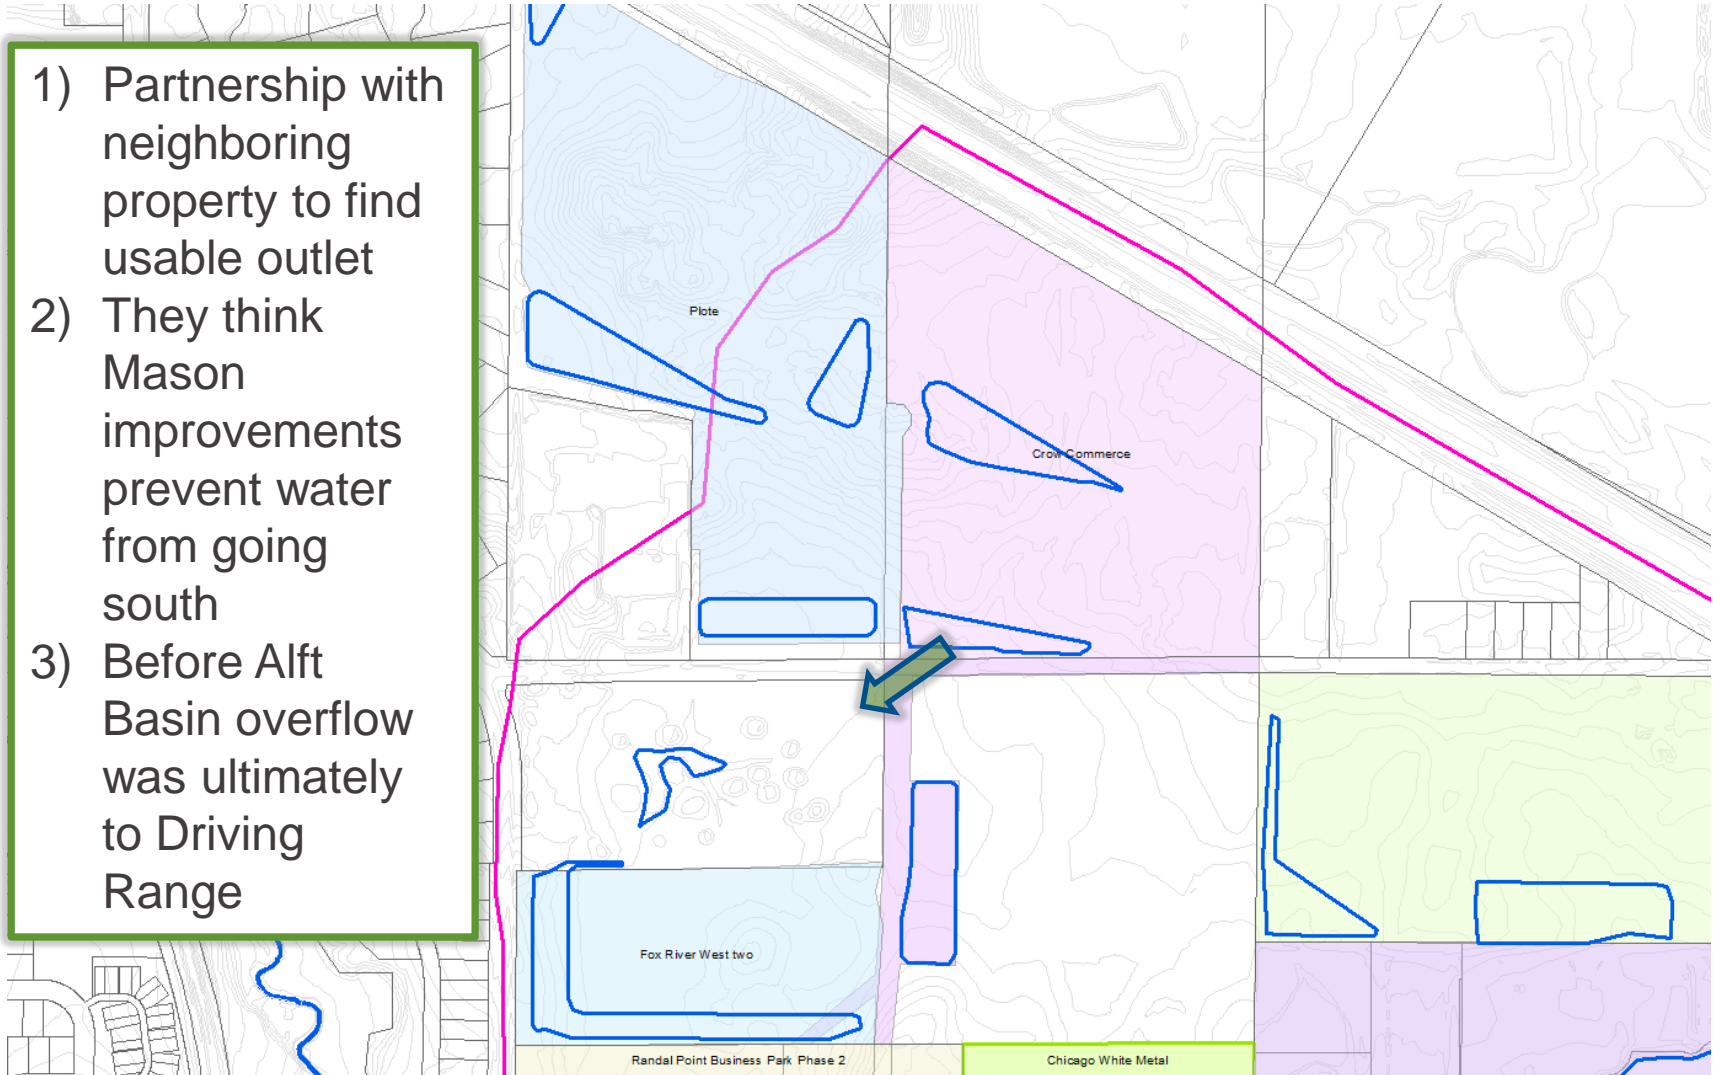 1) Partnership with
neighboring
property to find
usable outlet
2) They think
Mason
improvements
prevent water
from going
south
3) Before Alft
Basin overflow
was ultimately
to Driving
Range
Plote
Crow Commerce
Fox River West two
Randal Point Business Park Phase 2
Chicago White Metal